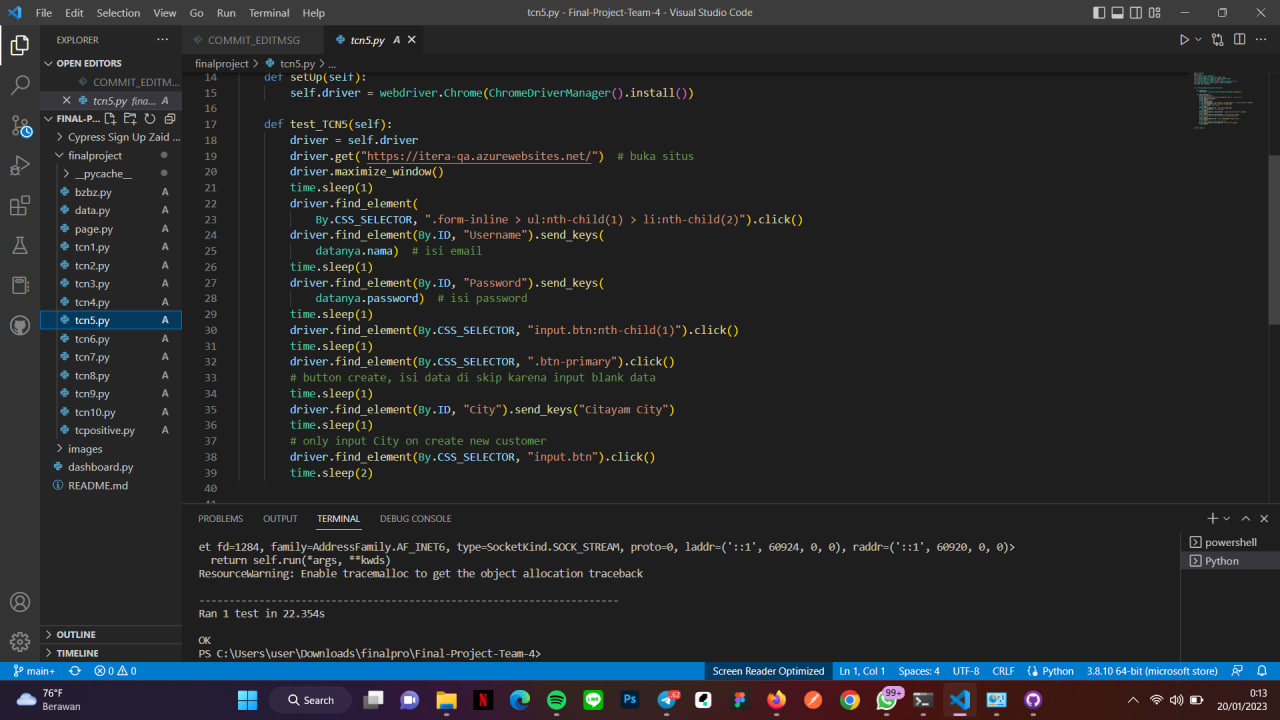 File Edit Selection View Go Run Terminal Help
tcn5.py - Final-Project-Team-4 - Visual Studio Code
EXPLORER
OPEN EDITORS
COMMIT_EDITM...
tcn5.py fina... A
FINAL-P...
Cypress Sign Up Zaid ...
finalproject
__pycache__
bzbz.py A
data.py A
page.py A
tcn1.py A
tcn2.py A
tcn3.py A
tcn4.py A
tcn5.py A
tcn6.py A
tcn7.py A
tcn8.py A
tcn9.py A
tcn10.py A
tcpositive.py A
images
dashboard.py
README.md
OUTLINE
TIMELINE
COMMIT_EDITMSG
tcn5.py A
finalproject > tcn5.py > ...
14 def setUp(self):
15 self.driver = webdriver.Chrome(ChromeDriverManager().install())
16
17 def test_TCN5(self):
18 driver = self.driver
19 driver.get("https://itera-qa.azurewebsites.net/") # buka situs
20 driver.maximize_window()
21 time.sleep(1)
22 driver.find_element(
23 By.CSS_SELECTOR, ".form-inline > ul:nth-child(1) > li:nth-child(2)").click()
24 driver.find_element(By.ID, "Username").send_keys(
25 datanya.nama) # isi email
26 time.sleep(1)
27 driver.find_element(By.ID, "Password").send_keys(
28 datanya.password) # isi password
29 time.sleep(1)
30 driver.find_element(By.CSS_SELECTOR, "input.btn:nth-child(1)").click()
31 time.sleep(1)
32 driver.find_element(By.CSS_SELECTOR, ".btn-primary").click()
33 # button create, isi data di skip karena input blank data
34 time.sleep(1)
35 driver.find_element(By.ID, "City").send_keys("Citayam City")
36 time.sleep(1)
37 # only input City on create new customer
38 driver.find_element(By.CSS_SELECTOR, "input.btn").click()
39 time.sleep(2)
40
PROBLEMS OUTPUT TERMINAL DEBUG CONSOLE
et fd=1284, family=AddressFamily.AF_INET6, type=SocketKind.SOCK_STREAM, proto=0, laddr=('::1', 60924, 0, 0), raddr=('::1', 60920, 0, 0)>
return self.run(*args, **kwds)
ResourceWarning: Enable tracemalloc to get the object allocation traceback
----------------------------------------------------------------------
Ran 1 test in 22.354s
OK
PS C:\Users\user\Downloads\finalpro\Final-Project-Team-4>
powershell
Python
main+ 0 0 Screen Reader Optimized Ln 1, Col 1 Spaces: 4 UTF-8 CRLF Python 3.8.10 64-bit (microsoft store)
76°F
Berawan
Search
Ps
62
99+
0:13
20/01/2023